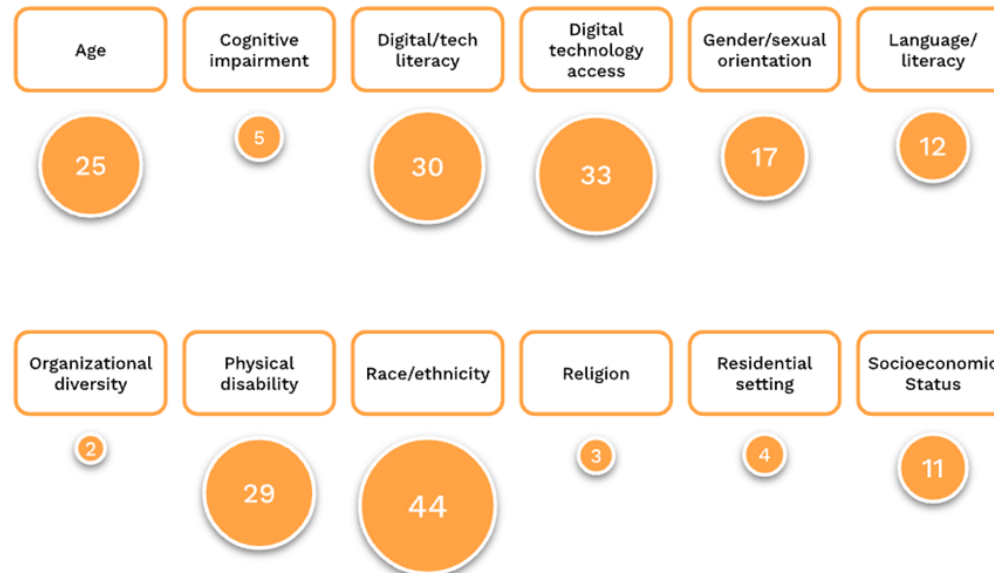 Age
Cognitive
impairment
Digital/tech
literacy
Digital
technology
access
Gender/sexual
orientation
Language/
literacy
25
5
30
33
17
12
Organizational
diversity
Physical
disability
Race/ethnicity
Religion
Residential
setting
Socioeconomic
Status
2
29
44
3
4
11